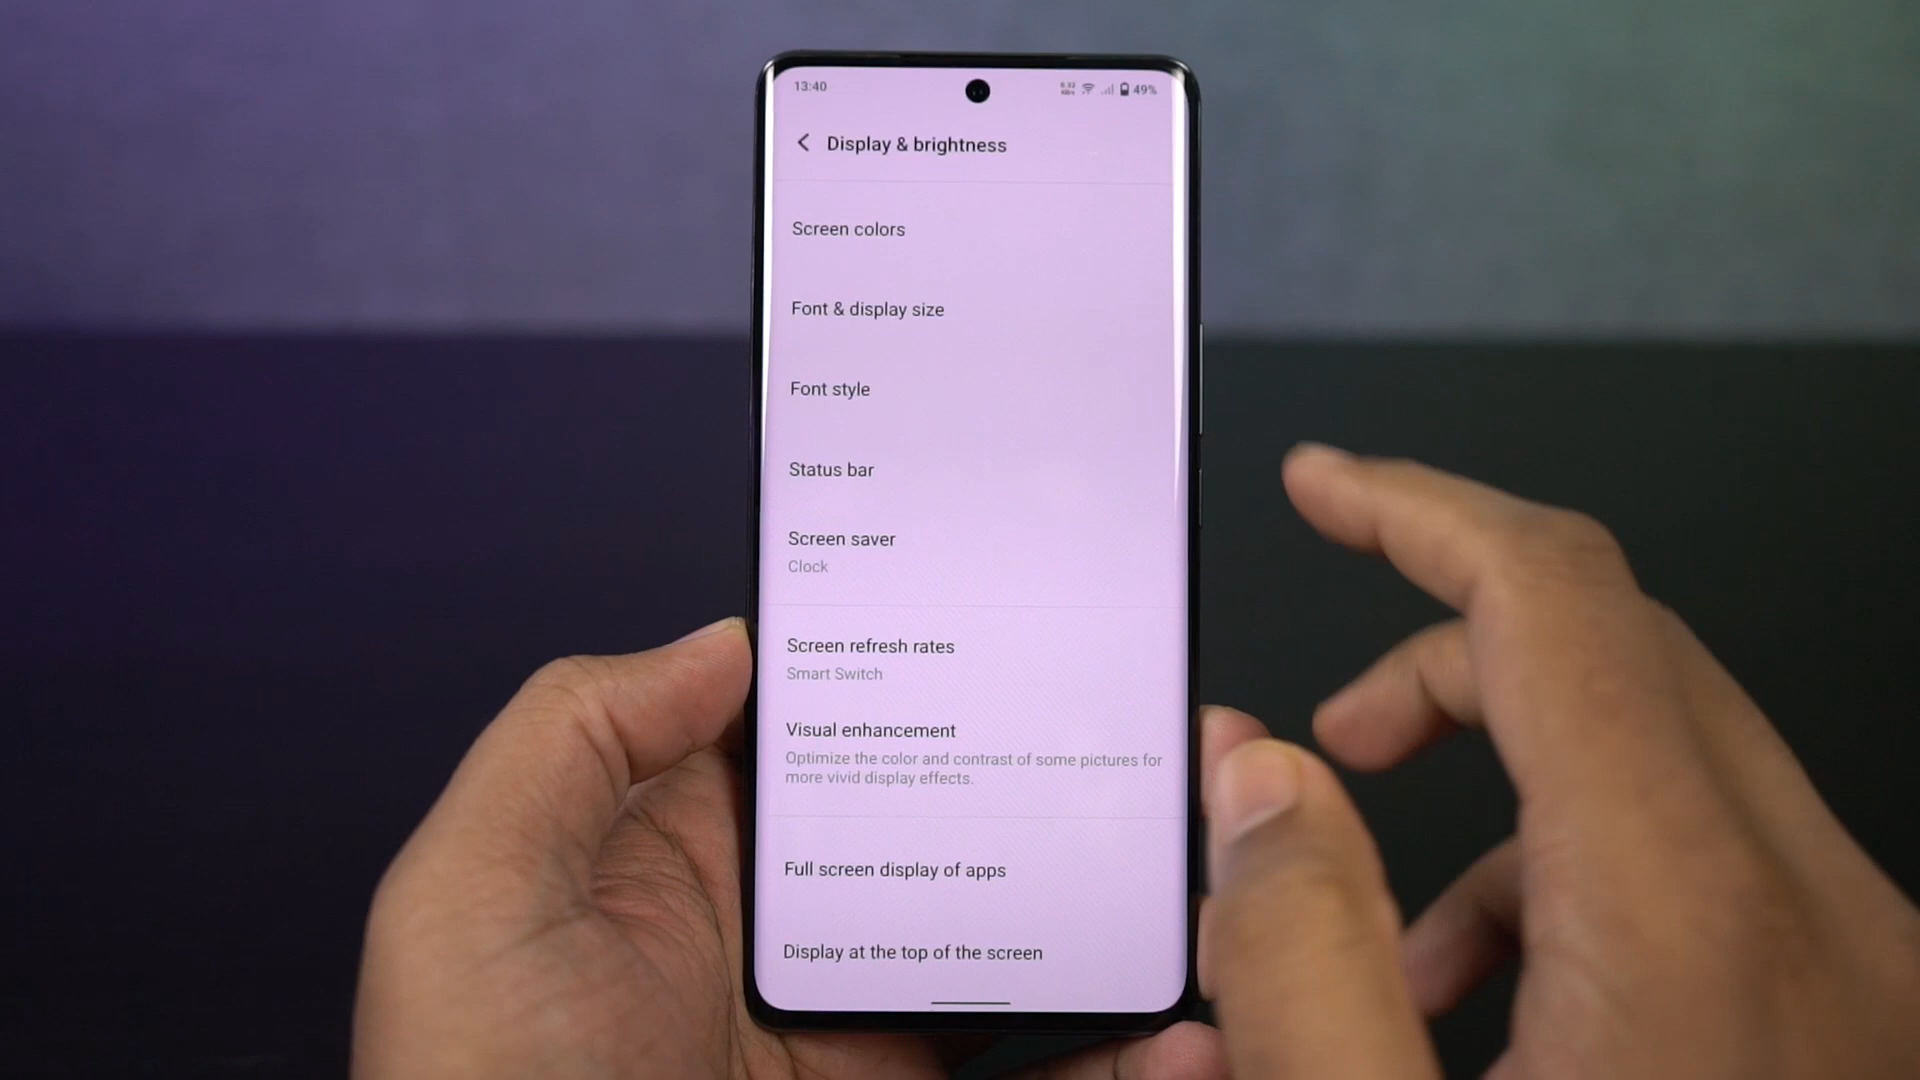 13:40
49%
Display & brightness
Screen colors
Font & display size
Font style
Status bar
Screen saver
Clock
Screen refresh rates
Smart Switch
Visual enhancement
Optimize the color and contrast of some pictures for
more vivid display effects.
Full screen display of apps
Display at the top of the screen